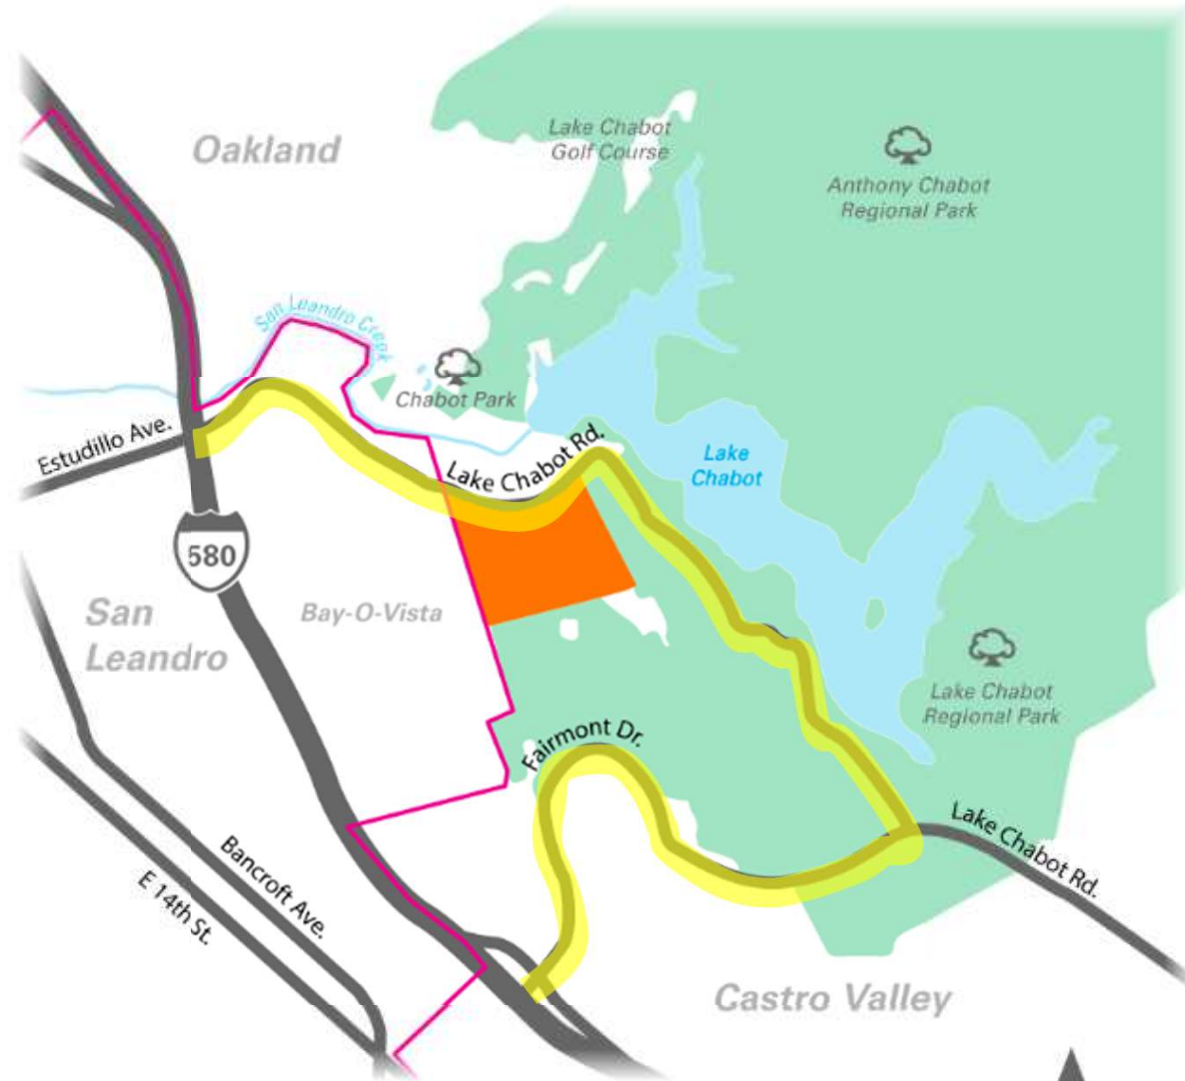 Oakland
Lake Chabot
Golf Course
Anthony Chabot
Regional Park
San Leandro Creek
Chabot Park
Estudillo Ave.
Lake Chabot Rd.
Lake
Chabot
580
San
Leandro
Bay-O-Vista
Lake Chabot
Regional Park
Fairmont Dr.
Lake Chabot Rd.
Bancroft Ave.
E 14th St.
Castro Valley